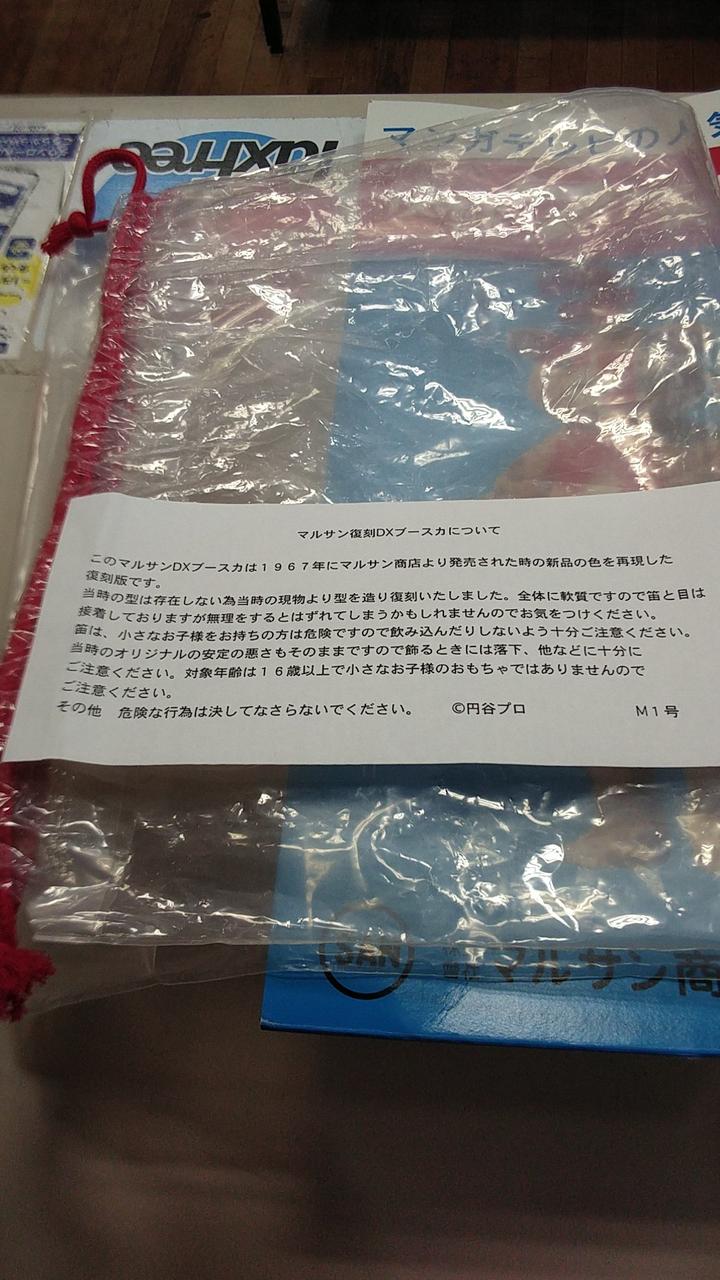 マンガテレビの
マルサン復刻DXブースカについて
このマルサンDXブースカは1967年にマルサン商店より発売された時の新品の色を再現した
復刻版です。
当時の型は存在しない為当時の現物より型を造り復刻いたしました。全体に軟質ですので笛と目は
接着しておりますが無理をするとはずれてしまうかもしれませんのでお気をつけください。
笛は、小さなお子様をお持ちの方は危険ですので飲み込んだりしないよう十分ご注意ください。
当時のオリジナルの安定の悪さもそのままですので飾るときには落下、他などに十分に
ご注意ください。対象年齢は16歳以上で小さなお子様のおもちゃではありませんので
ご注意ください。
その他　危険な行為は決してなさらないでください。　©円谷プロ　M1号
SAN マルサン商